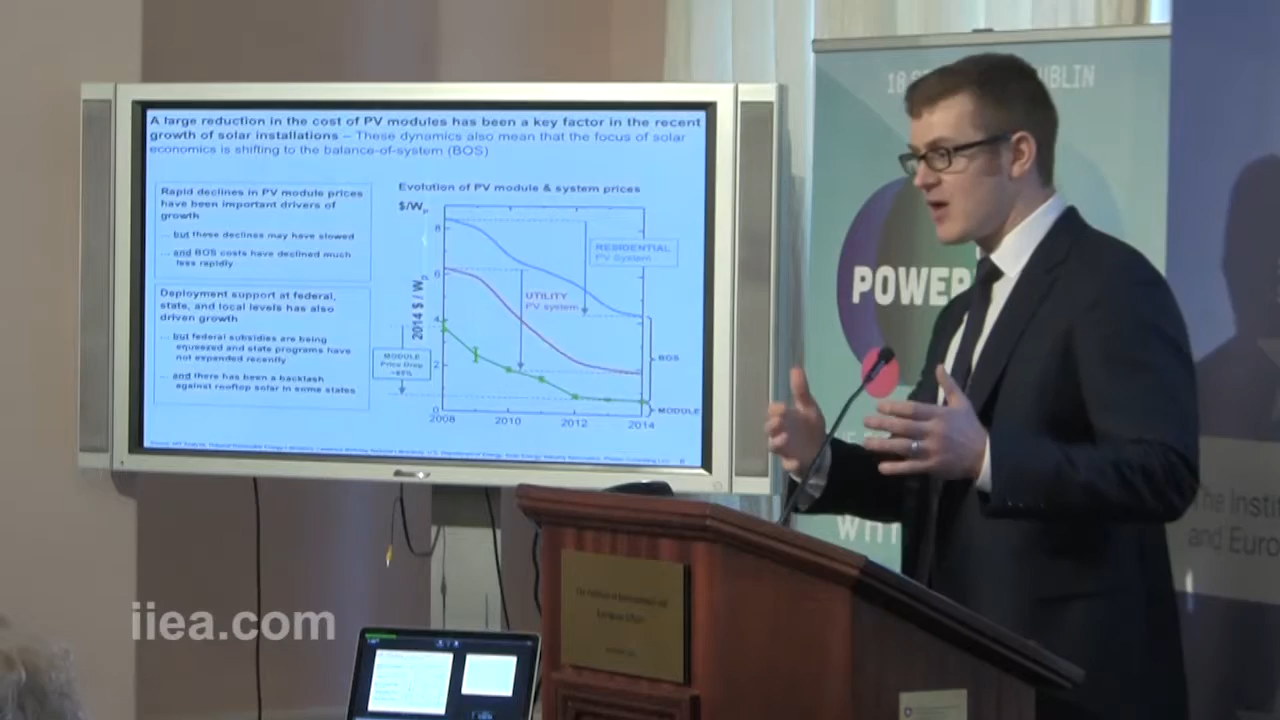 A large reduction in the cost of PV modules has been a key factor in the recent
growth of solar installations – These dynamics also mean that the focus of solar
economics is shifting to the balance-of-system (BOS)
Rapid declines in PV module prices
have been important drivers of
growth
... but these declines may have slowed
... and BOS costs have declined much
less rapidly
Deployment support at federal,
state, and local levels has also
driven growth
... but federal subsidies are being
squeezed and state programs have
not expanded recently
... and there has been a backlash
against rooftop solar in some states
Evolution of PV module & system prices
$/Wp
2014 $ / Wp
8
6
4
2
0
2008
2010
2012
2014
RESIDENTIAL
PV System
UTILITY
PV system
MODULE
Price Drop
BOS
MODULE
DUBLIN
POWER
The Insti
and Euro
iiea.com